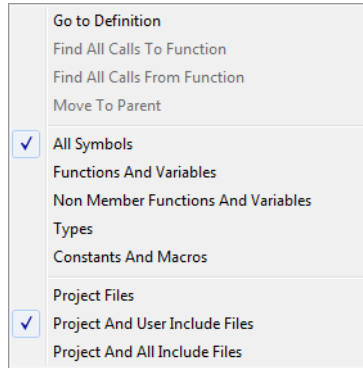 Go to Definition
Find All Calls To Function
Find All Calls From Function
Move To Parent
All Symbols
Functions And Variables
Non Member Functions And Variables
Types
Constants And Macros
Project Files
Project And User Include Files
Project And All Include Files